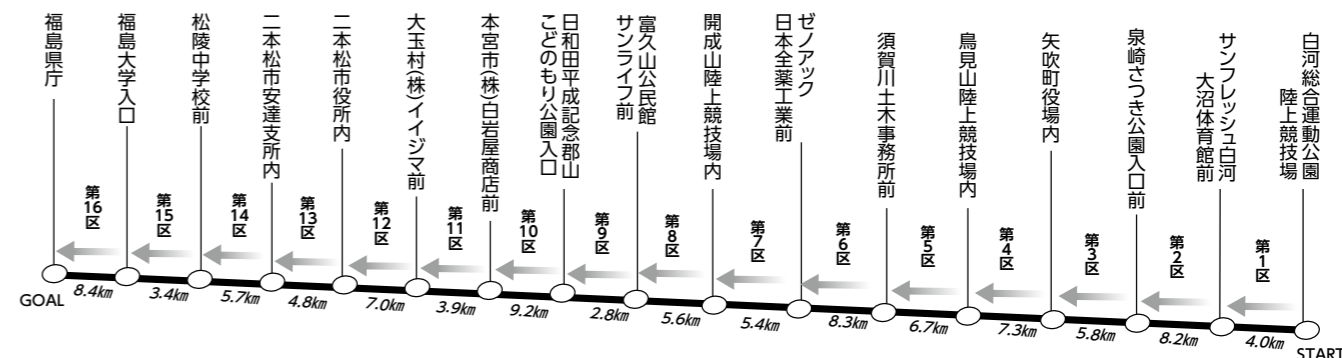 福島県庁
福島大学入口
松陵中学校前
二本松市安達支所内
二本松市役所内
大玉村(株)イイジマ前
本宮市(株)白岩屋商店前
日和田平成記念郡山
こどのもり公園入口
富久山公民館
サンライフ前
開成山陸上競技場内
ゼノアック
日本全薬工業前
須賀川土木事務所前
鳥見山陸上競技場内
矢吹町役場内
泉崎さつき公園入口前
サンフレッシュ白河
大沼体育館前
白河総合運動公園
陸上競技場
第16区
第15区
第14区
第13区
第12区
第11区
第10区
第9区
第8区
第7区
第6区
第5区
第4区
第3区
第2区
第1区
GOAL
8.4km
3.4km
5.7km
4.8km
7.0km
3.9km
9.2km
2.8km
5.6km
5.4km
8.3km
6.7km
7.3km
5.8km
8.2km
4.0km
START